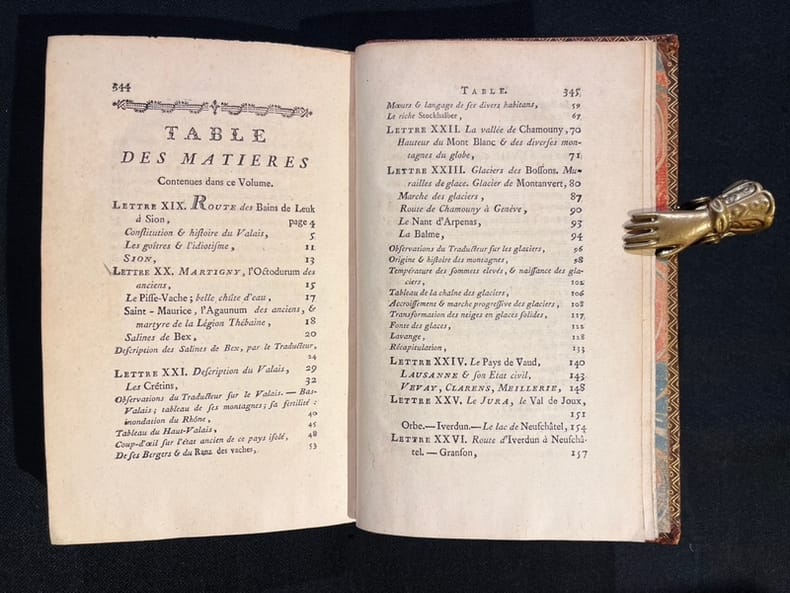 344
TABLE
DES MATIERES
Contenues dans ce Volume.
LETTRE XIX. ROUTE des Bains de Leuk
à Sion, page 4
Conſtitution & hiſtoire du Valais, 5
Les goîtres & l'idiotiſme, 11
SION, 13
LETTRE XX. MARTIGNY, l'Octodurum des
anciens, 15
Le Piſſe-Vache; belle chûte d'eau, 17
Saint-Maurice, l'Agaunum des anciens, &
martyre de la Légion Thébaine, 18
Salines de Bex, 20
Deſcription des Salines de Bex, par le Traducteur,
24
LETTRE XXI. Deſcription du Valais, 29
Les Crétins, 32
Obſervations du Traducteur ſur le Valais. — Bas-
Valais; tableau de ſes montagnes; ſa fertilité:
inondation du Rhône, 40
Tableau du Haut-Valais, 45
Coup-d'œil ſur l'état ancien de ce pays iſolé, 48
De ſes Bergers & du Ranz des vaches, 53
TABLE. 345
Mœurs & langage de ſes divers habitans, 59
Le riche Stockhalber, 67
LETTRE XXII. La vallée de Chamouny, 70
Hauteur du Mont Blanc & des diverſes mon-
tagnes du globe, 71
LETTRE XXIII. Glaciers des Boſſons. Mu-
railles de glace. Glacier de Montanvert, 80
Marche des glaciers, 87
Route de Chamouny à Genève, 90
Le Nant d'Arpenas, 93
La Balme, 94
Obſervations du Traducteur ſur les glaciers, 96
Origine & hiſtoire des montagnes, 98
Température des ſommets elevés, & naiſſance des gla-
ciers, 102
Tableau de la chaîne des glaciers, 106
Accroiſſement & marche progreſſive des glaciers, 108
Transformation des neiges en glaces ſolides, 117
Fonte des glaces, 122
Lavange, 128
Récapitulation, 133
LETTRE XXIV. Le Pays de Vaud, 140
LAUSANNE & ſon Etat civil, 143
VEVAY, CLARENS, MEILLERIE, 148
LETTRE XXV. Le JURA, le Val de Joux,
151
Orbe.—Iverdun.—Le lac de Neufchâtel, 154
LETTRE XXVI. Route d'Iverdun à Neufchâ-
tel. — Granſon, 157